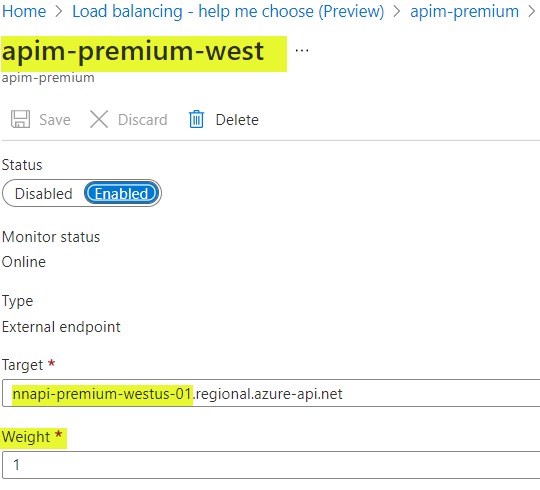 Home > Load balancing - help me choose (Preview) > apim-premium >
apim-premium-west ...
apim-premium
Save Discard Delete
Status
Disabled Enabled
Monitor status
Online
Type
External endpoint
Target *
nnapi-premium-westus-01.regional.azure-api.net
Weight *
1